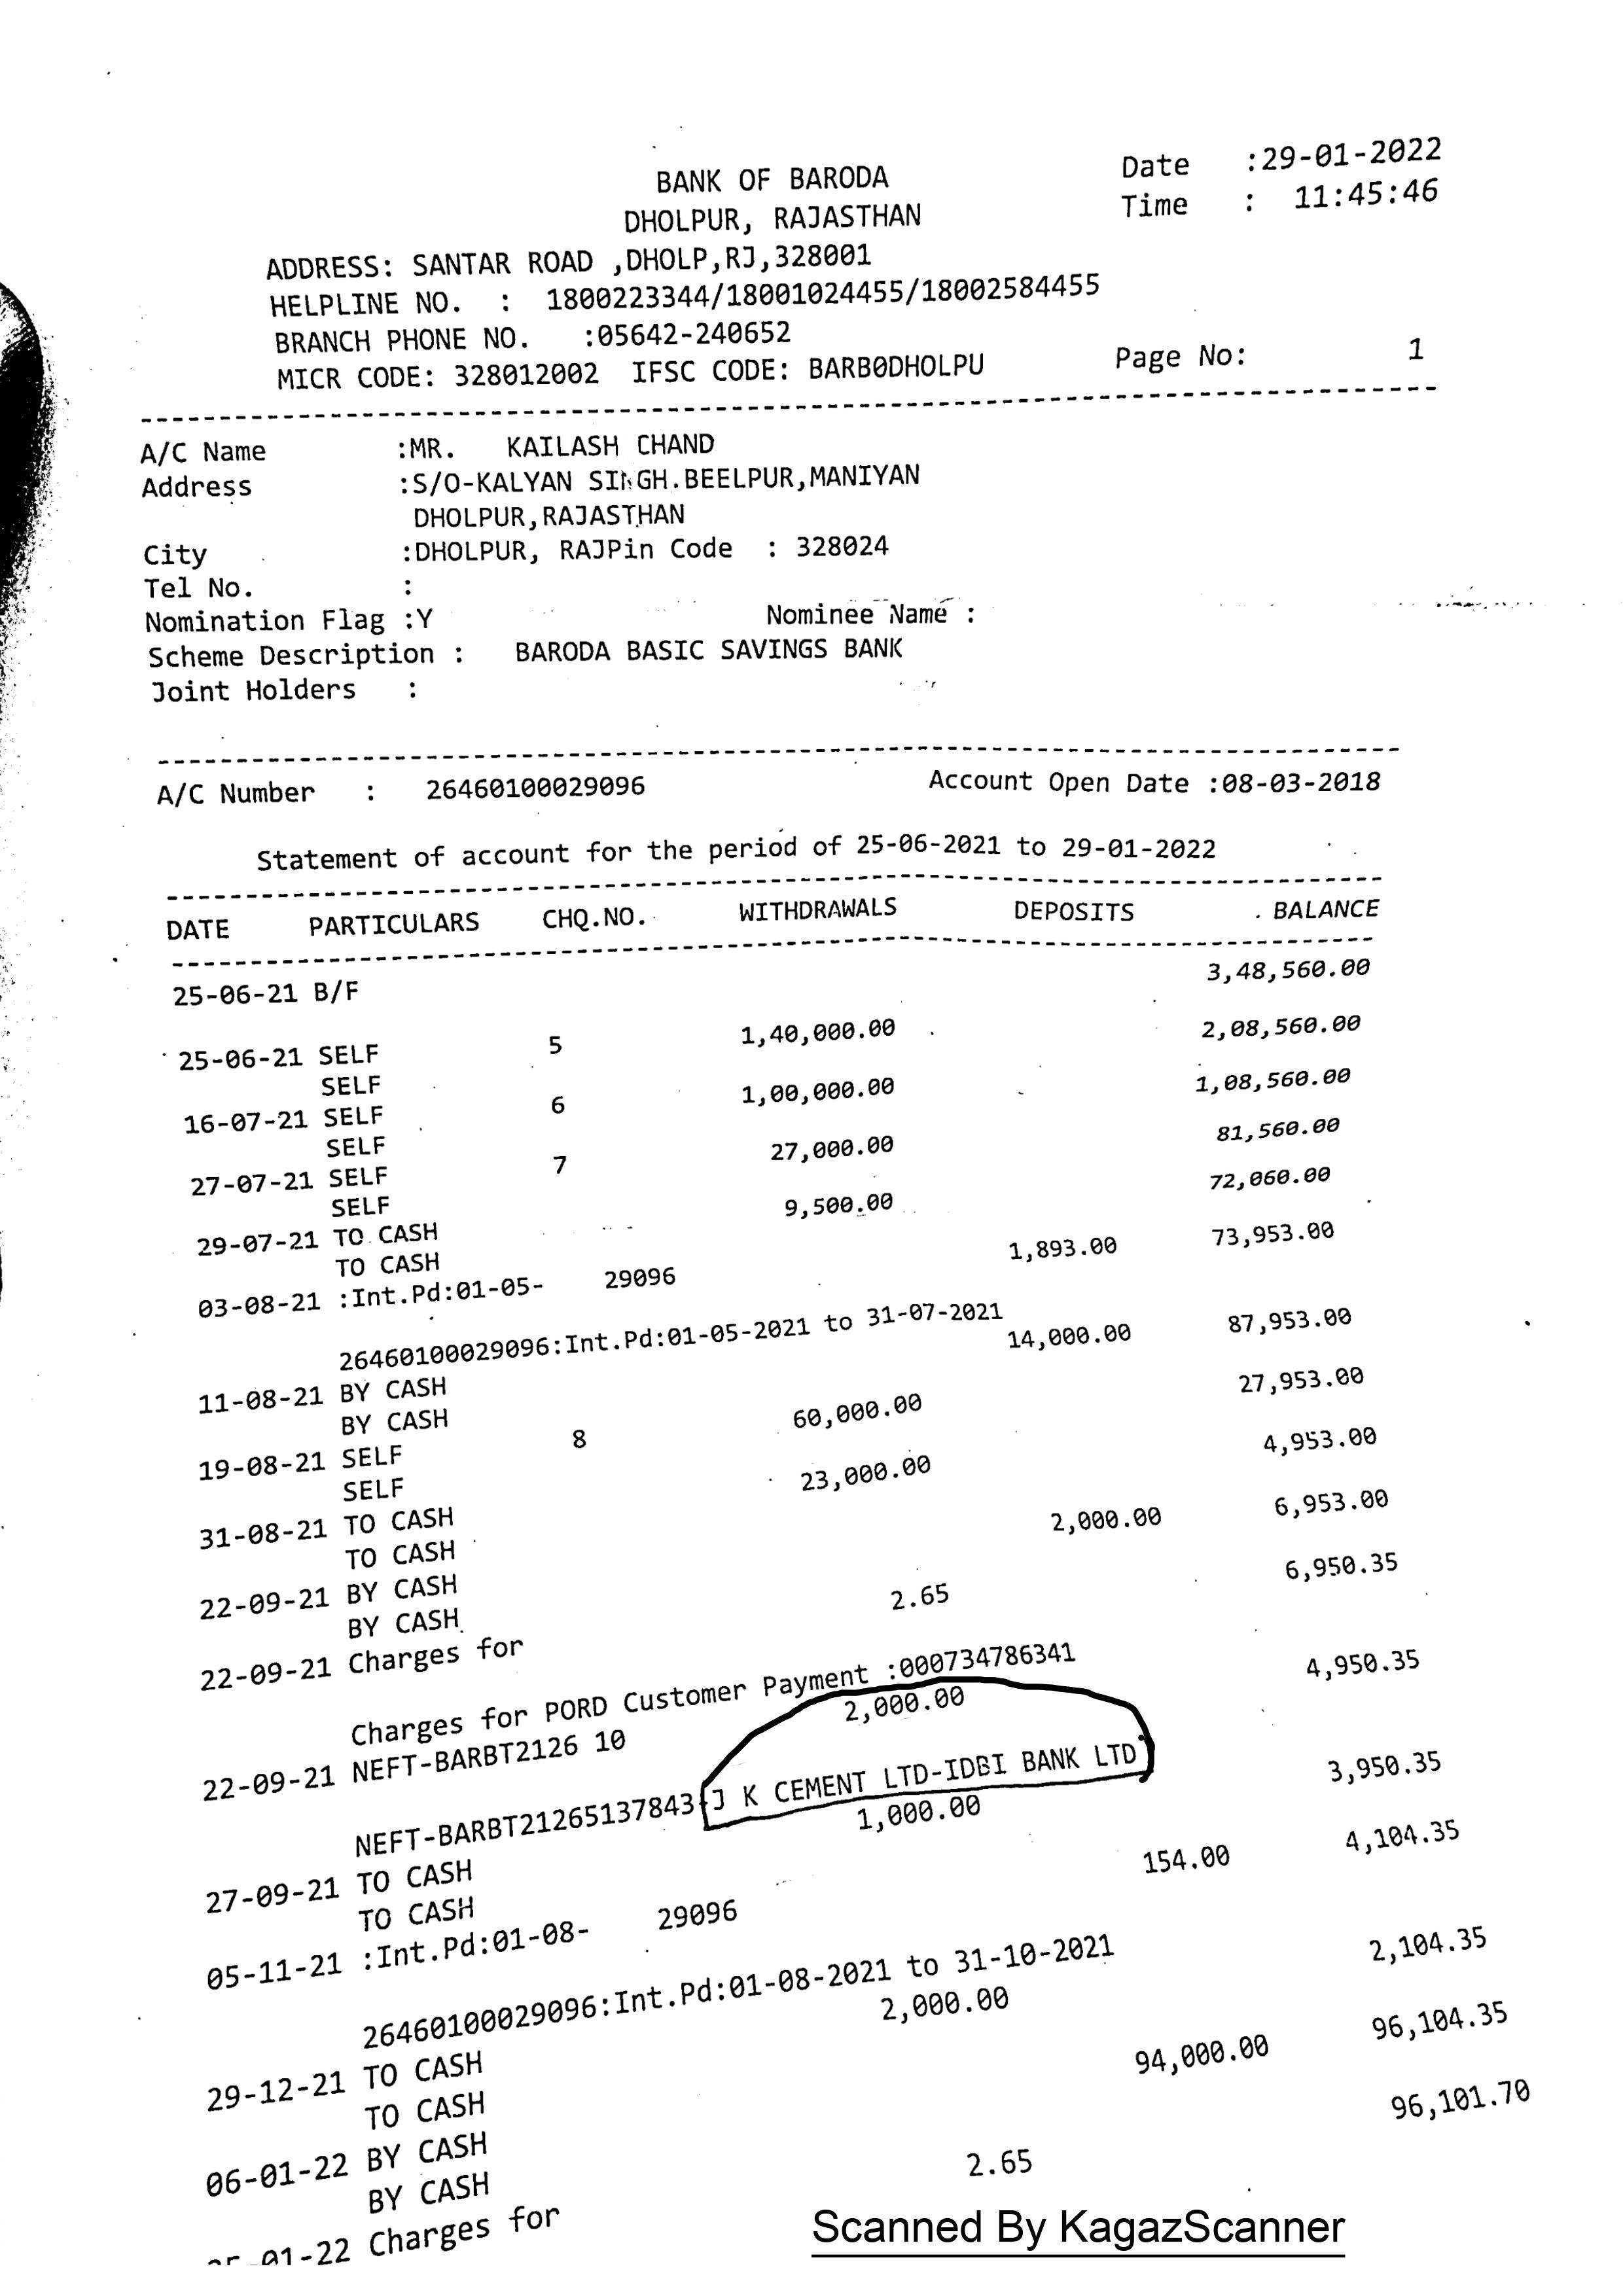 BANK OF BARODA Date :29-01-2022
DHOLPUR, RAJASTHAN Time : 11:45:46
ADDRESS: SANTAR ROAD ,DHOLP,RJ,328001
HELPLINE NO. : 1800223344/18001024455/18002584455
BRANCH PHONE NO. :05642-240652
MICR CODE: 328012002 IFSC CODE: BARB0DHOLPU Page No: 1
A/C Name :MR. KAILASH CHAND
Address :S/O-KALYAN SINGH.BEELPUR,MANIYAN
DHOLPUR,RAJASTHAN
City :DHOLPUR, RAJPin Code : 328024
Tel No. :
Nomination Flag :Y Nominee Name :
Scheme Description : BARODA BASIC SAVINGS BANK
Joint Holders :
A/C Number : 26460100029096 Account Open Date :08-03-2018
Statement of account for the period of 25-06-2021 to 29-01-2022
DATE PARTICULARS CHQ.NO. WITHDRAWALS DEPOSITS BALANCE
25-06-21 B/F 3,48,560.00
25-06-21 SELF 5 1,40,000.00 2,08,560.00
SELF
16-07-21 SELF 6 1,00,000.00 1,08,560.00
SELF
27-07-21 SELF 7 27,000.00 81,560.00
SELF
29-07-21 TO CASH 9,500.00 72,060.00
TO CASH
03-08-21 :Int.Pd:01-05- 29096 1,893.00 73,953.00
26460100029096:Int.Pd:01-05-2021 to 31-07-2021
11-08-21 BY CASH 14,000.00 87,953.00
BY CASH
19-08-21 SELF 8 60,000.00 27,953.00
SELF
31-08-21 TO CASH 23,000.00 4,953.00
TO CASH
22-09-21 BY CASH 2,000.00 6,953.00
BY CASH
22-09-21 Charges for 2.65 6,950.35
Charges for PORD Customer Payment :000734786341
22-09-21 NEFT-BARBT2126 10 2,000.00 4,950.35
NEFT-BARBT21265137843-J K CEMENT LTD-IDBI BANK LTD
27-09-21 TO CASH 1,000.00 3,950.35
TO CASH
05-11-21 :Int.Pd:01-08- 29096 154.00 4,104.35
26460100029096:Int.Pd:01-08-2021 to 31-10-2021
29-12-21 TO CASH 2,000.00 2,104.35
TO CASH
06-01-22 BY CASH 94,000.00 96,104.35
BY CASH
01-22 Charges for 2.65 96,101.70
Scanned By KagazScanner